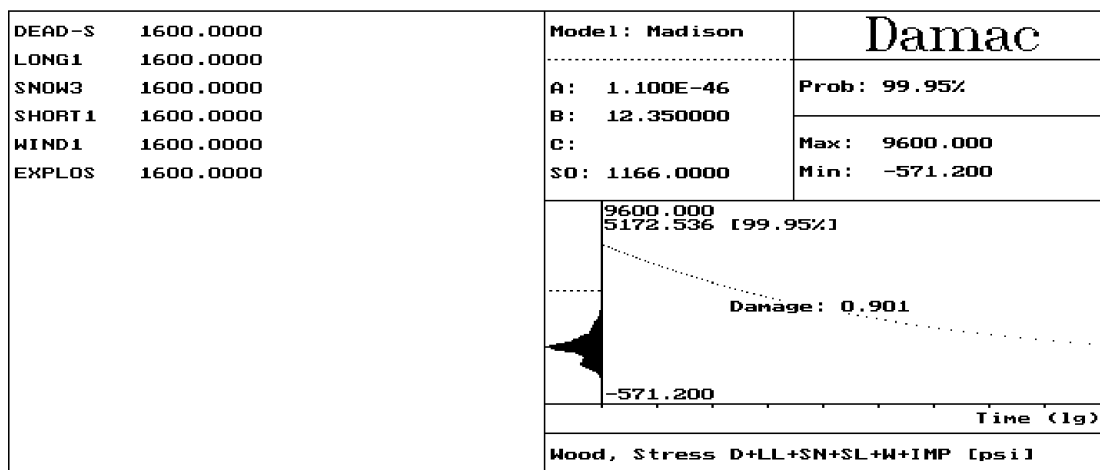 DEAD-S 1600.0000
LONG1 1600.0000
SNOW3 1600.0000
SHORT1 1600.0000
WIND1 1600.0000
EXPLOS 1600.0000
Model: Madison
A: 1.100E-46
B: 12.350000
C:
SO: 1166.0000
Damac
Prob: 99.95%
Max: 9600.000
Min: -571.200
9600.000
5172.536 [99.95%]
Damage: 0.901
-571.200
Time (lg)
Wood, Stress D+LL+SN+SL+W+IMP [psi]